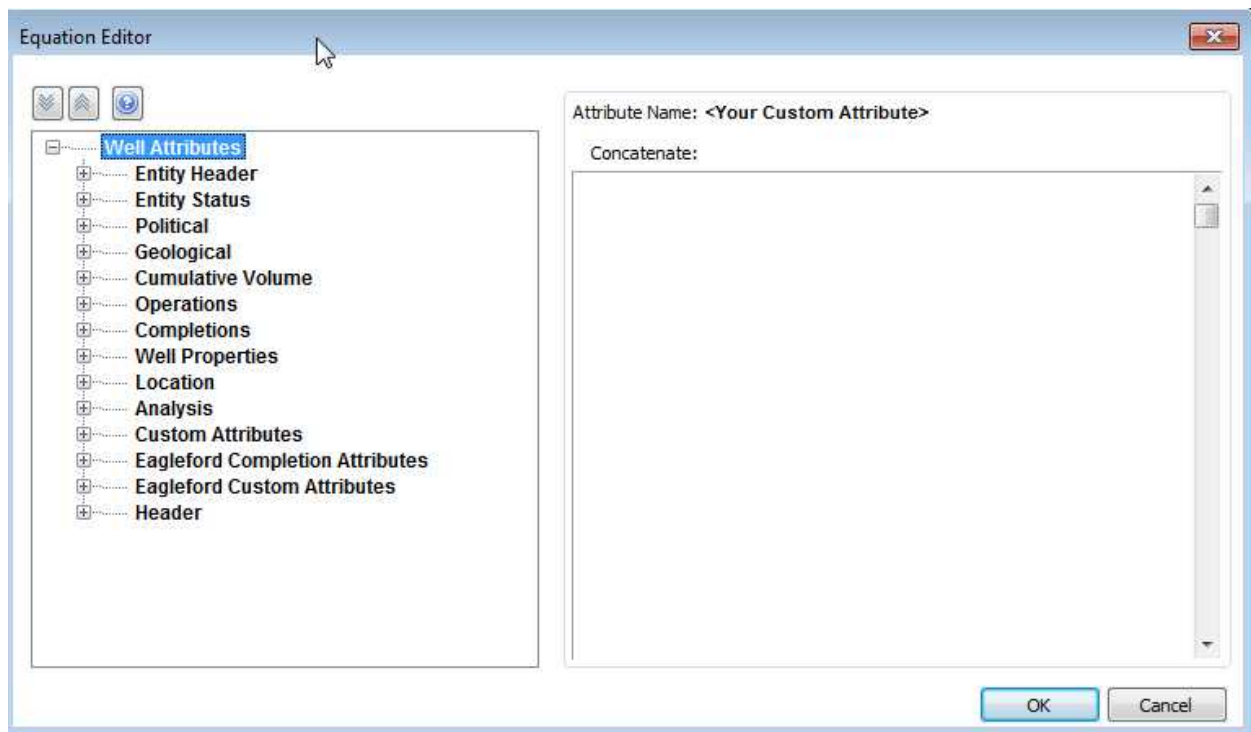 Equation Editor
Well Attributes
Entity Header
Entity Status
Political
Geological
Cumulative Volume
Operations
Completions
Well Properties
Location
Analysis
Custom Attributes
Eagleford Completion Attributes
Eagleford Custom Attributes
Header
Attribute Name: <Your Custom Attribute>
Concatenate:
OK Cancel